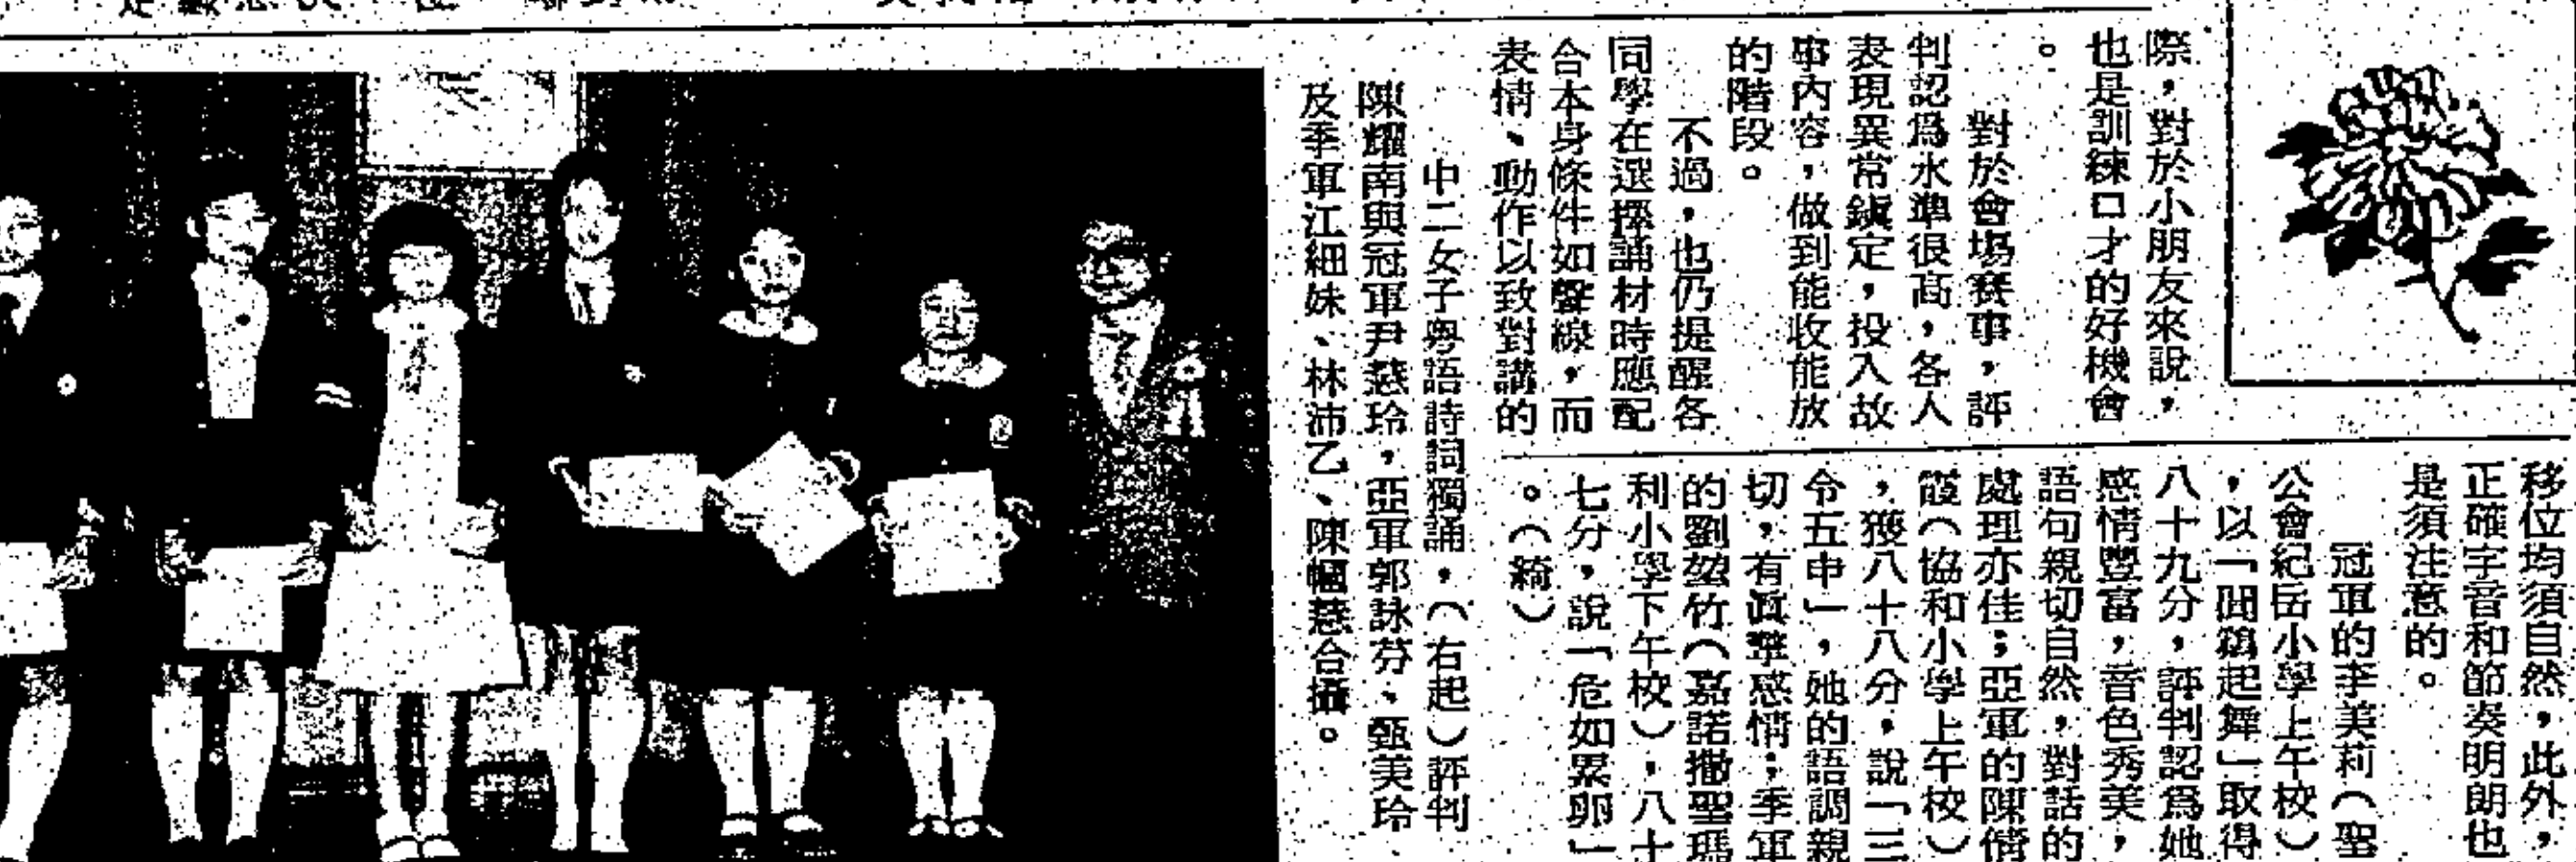 際，對於小朋友來說，
也是訓練口才的好機會
。
對於會場賽事，評
判認爲水準很高，各人
表現異常鎮定，投入故
事內容，做到能收能放
的階段。
不過，也仍提醒各
同學在選擇誦材時應配
合本身條件如聲線，而
表情、動作以致對講的
移位均須自然，此外，
正確字音和節奏明朗也
是須注意的。
冠軍的李美莉（聖
公會紀岳小學上午校）
，以「聞鷄起舞」取得
八十九分，評判認爲她
感情豐富，音色秀美，
語句親切自然，對話的
處理亦佳；亞軍的陳倩
霞（協和小學上午校）
，獲八十八分，說「三
令五申」，她的語調親
切，有眞摯感情；季軍
的劉竹（嘉諾撒聖瑪
利小學下午校），八十
七分，說「危如累卵」
。（綺）
中二女子粵語詩詞獨誦，（右起）評判
陳耀南與冠軍尹慧玲，亞軍郭詠芬、甄美玲
及季軍江細妹、林沛乙、陳幗慧合攝。